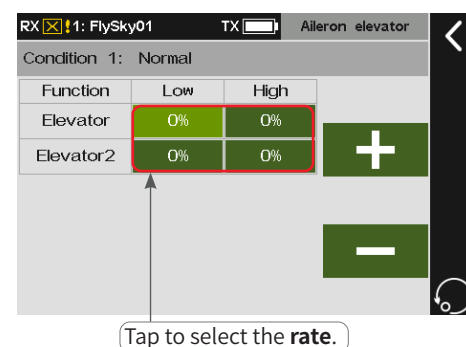 RX !1: FlySky01 TX Aileron elevator
Condition 1: Normal
Function Low High
Elevator 0% 0%
Elevator2 0% 0%
Tap to select the rate.